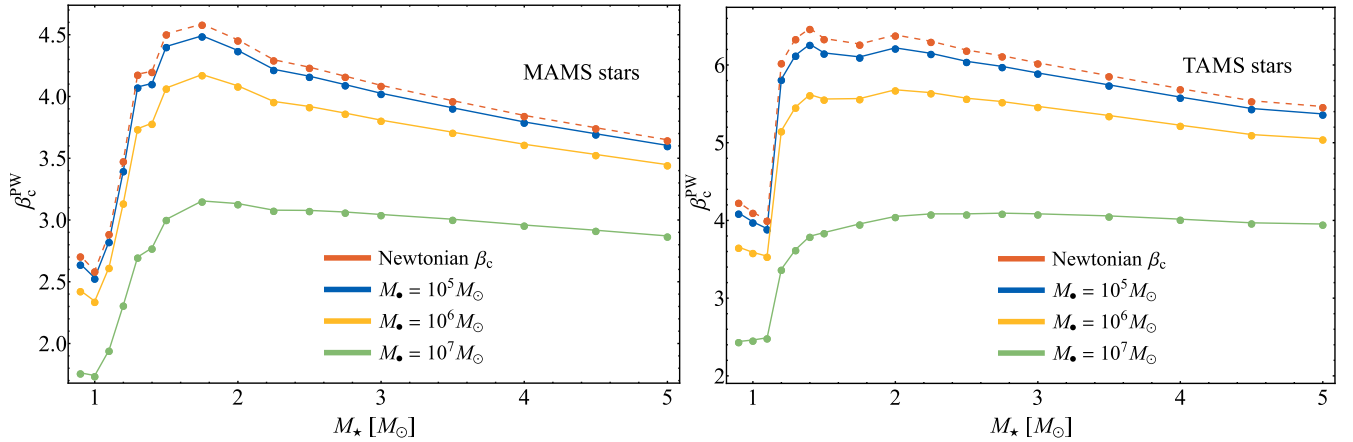 4.5
4.0
3.5
3.0
2.5
2.0
β_c^PW
MAMS stars
Newtonian β_c
M_● = 10^5 M_⊙
M_● = 10^6 M_⊙
M_● = 10^7 M_⊙
1 2 3 4 5
M_★ [M_⊙]
6
5
4
3
2
β_c^PW
TAMS stars
Newtonian β_c
M_● = 10^5 M_⊙
M_● = 10^6 M_⊙
M_● = 10^7 M_⊙
1 2 3 4 5
M_★ [M_⊙]